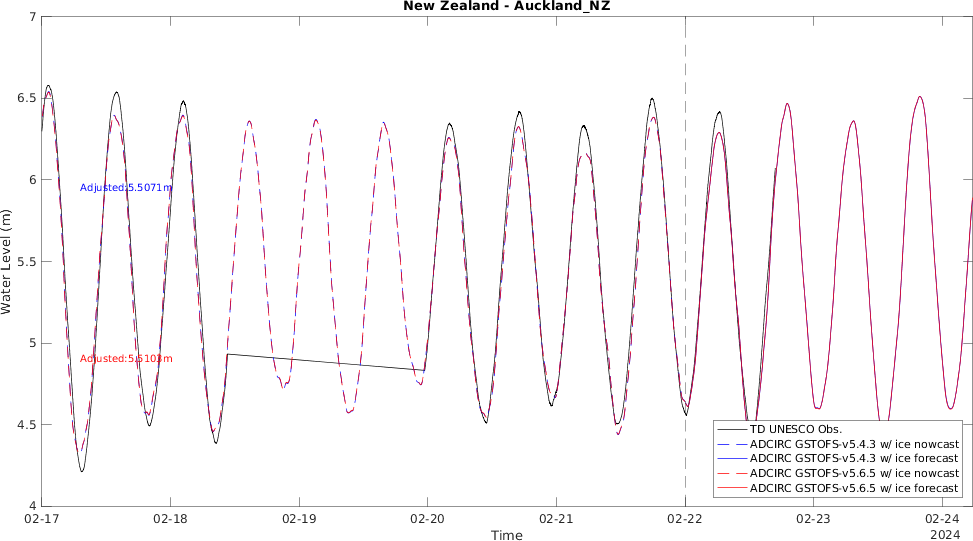 New Zealand - Auckland_NZ
7
6.5
6
5.5
5
4.5
4
Water Level (m)
Adjusted:5.5071m
Adjusted:5.5103m
TD UNESCO Obs.
ADCIRC GSTOFS-v5.4.3 w/ ice nowcast
ADCIRC GSTOFS-v5.4.3 w/ ice forecast
ADCIRC GSTOFS-v5.6.5 w/ ice nowcast
ADCIRC GSTOFS-v5.6.5 w/ ice forecast
02-17 02-18 02-19 02-20 02-21 02-22 02-23 02-24
Time
2024